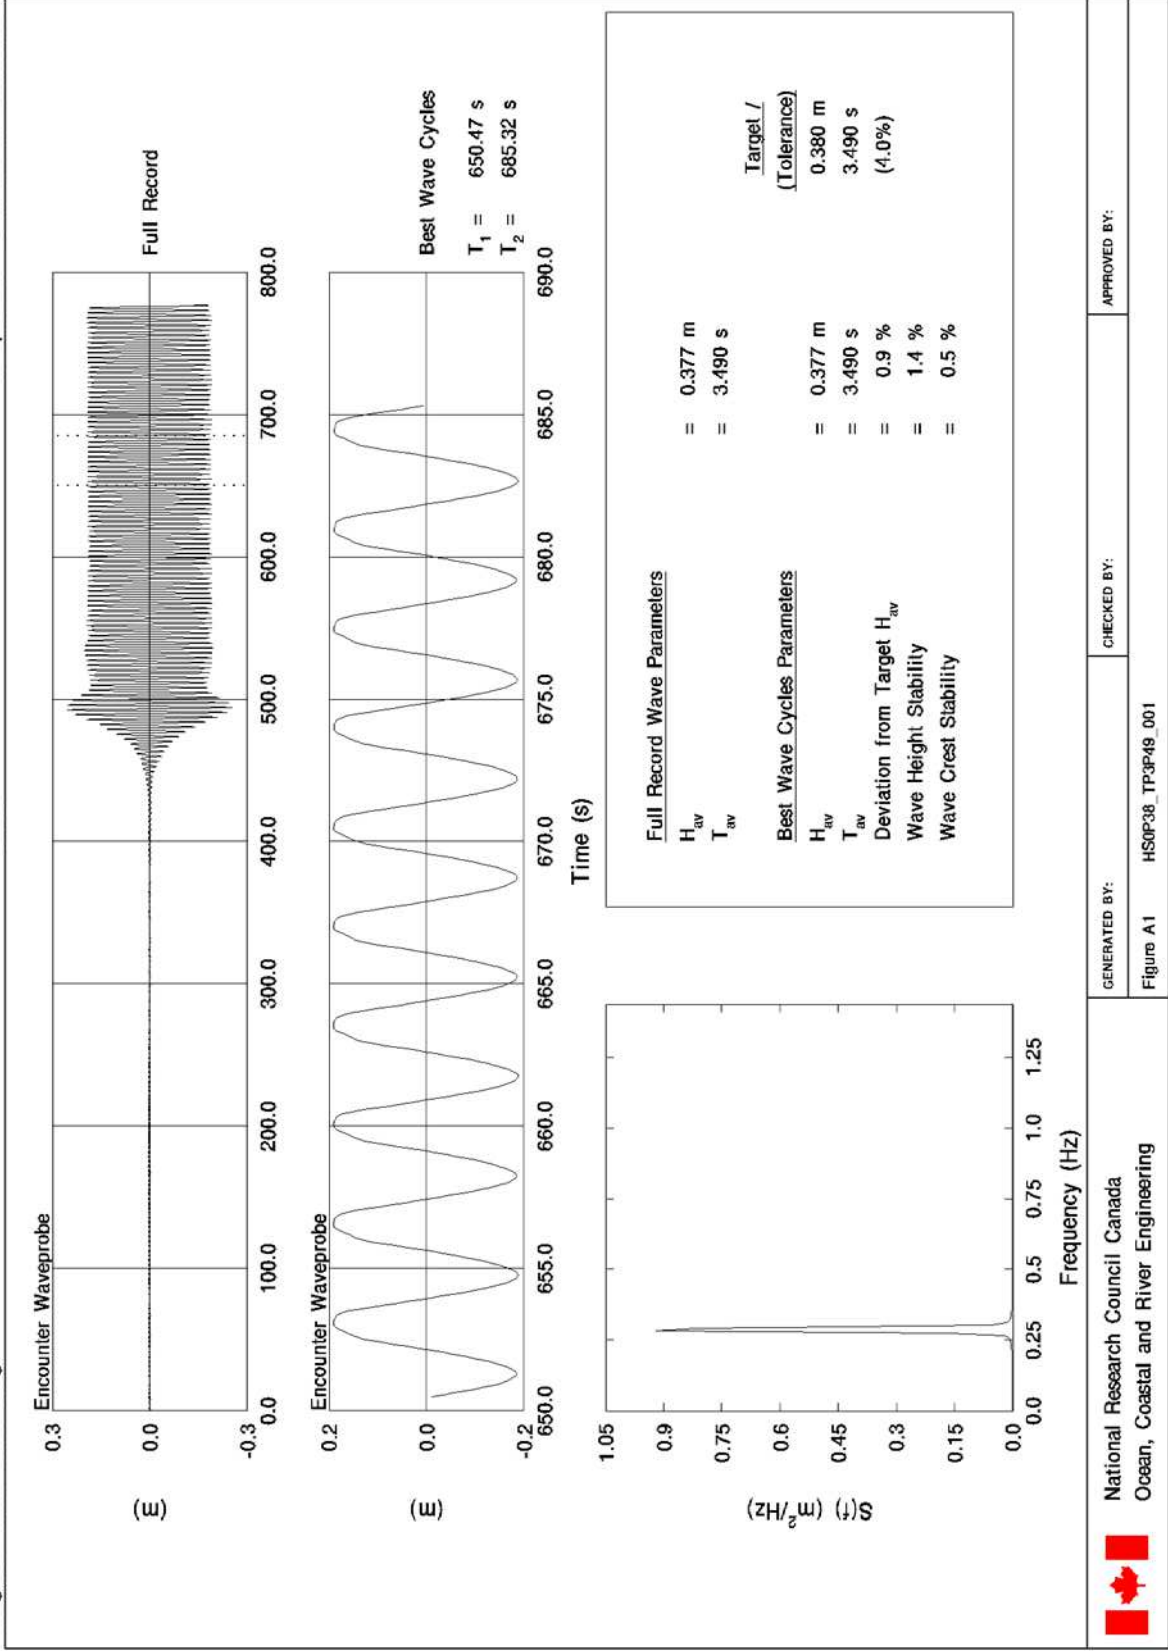 Encounter Waveprobe
0.3
0.0
-0.3
(m)
0.0 100.0 200.0 300.0 400.0 500.0 600.0 700.0 800.0
Full Record
Encounter Waveprobe
0.2
0.0
-0.2
(m)
650.0 655.0 660.0 665.0 670.0 675.0 680.0 685.0 690.0
Time (s)
Best Wave Cycles
T1 = 650.47 s
T2 = 685.32 s
1.05
0.9
0.75
0.6
0.45
0.3
0.15
0.0
S(f) (m²/Hz)
0.0 0.25 0.5 0.75 1.0 1.25
Frequency (Hz)
Full Record Wave Parameters
Hav = 0.377 m
Tav = 3.490 s
Target /
Best Wave Cycles Parameters (Tolerance)
Hav = 0.377 m 0.380 m
Tav = 3.490 s 3.490 s
Deviation from Target Hav = 0.9 % (4.0%)
Wave Height Stability = 1.4 %
Wave Crest Stability = 0.5 %
National Research Council Canada
Ocean, Coastal and River Engineering
GENERATED BY: CHECKED BY: APPROVED BY:
Figure A1 HS0P38_TP3P49_001